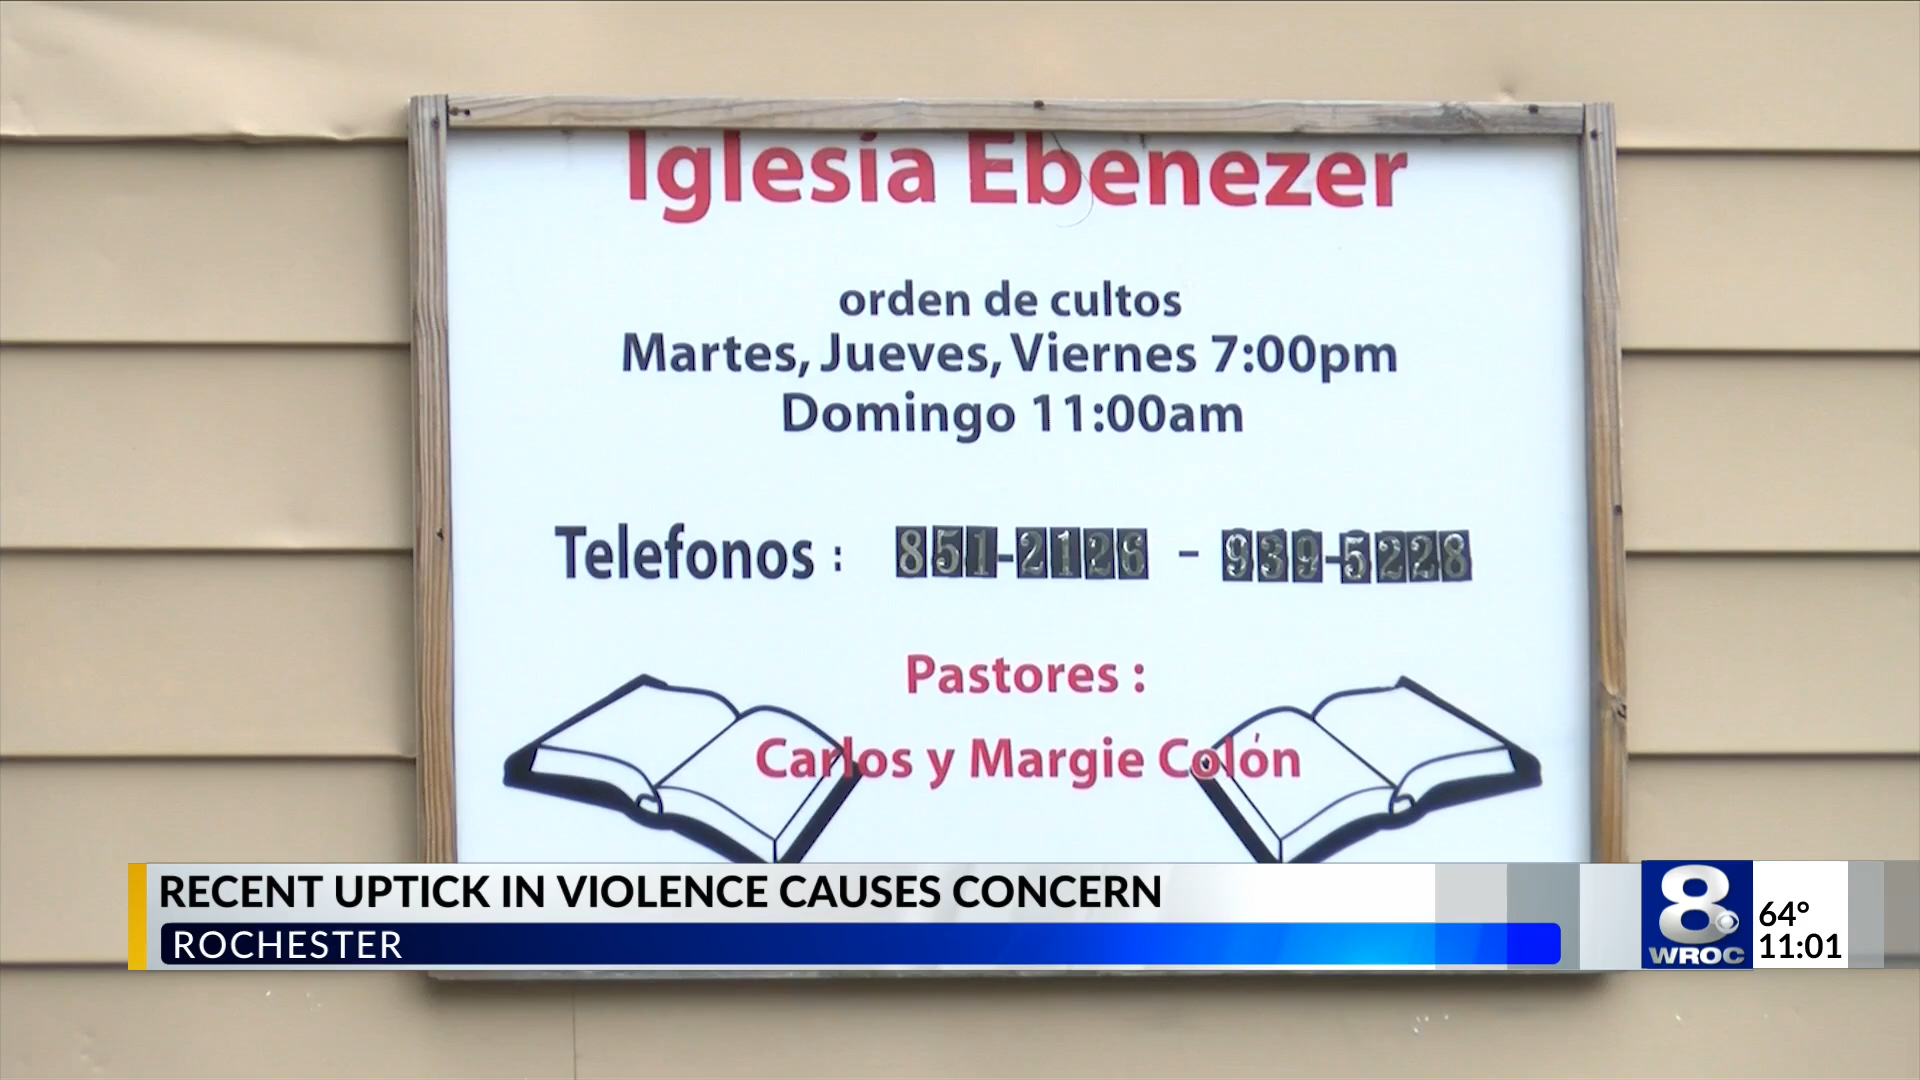 Iglesia Ebenezer
orden de cultos
Martes, Jueves, Viernes 7:00pm
Domingo 11:00am
Telefonos : 851-2126 - 939-5228
Pastores :
Carlos y Margie Colón
RECENT UPTICK IN VIOLENCE CAUSES CONCERN
ROCHESTER
8
WROC
64°
11:01